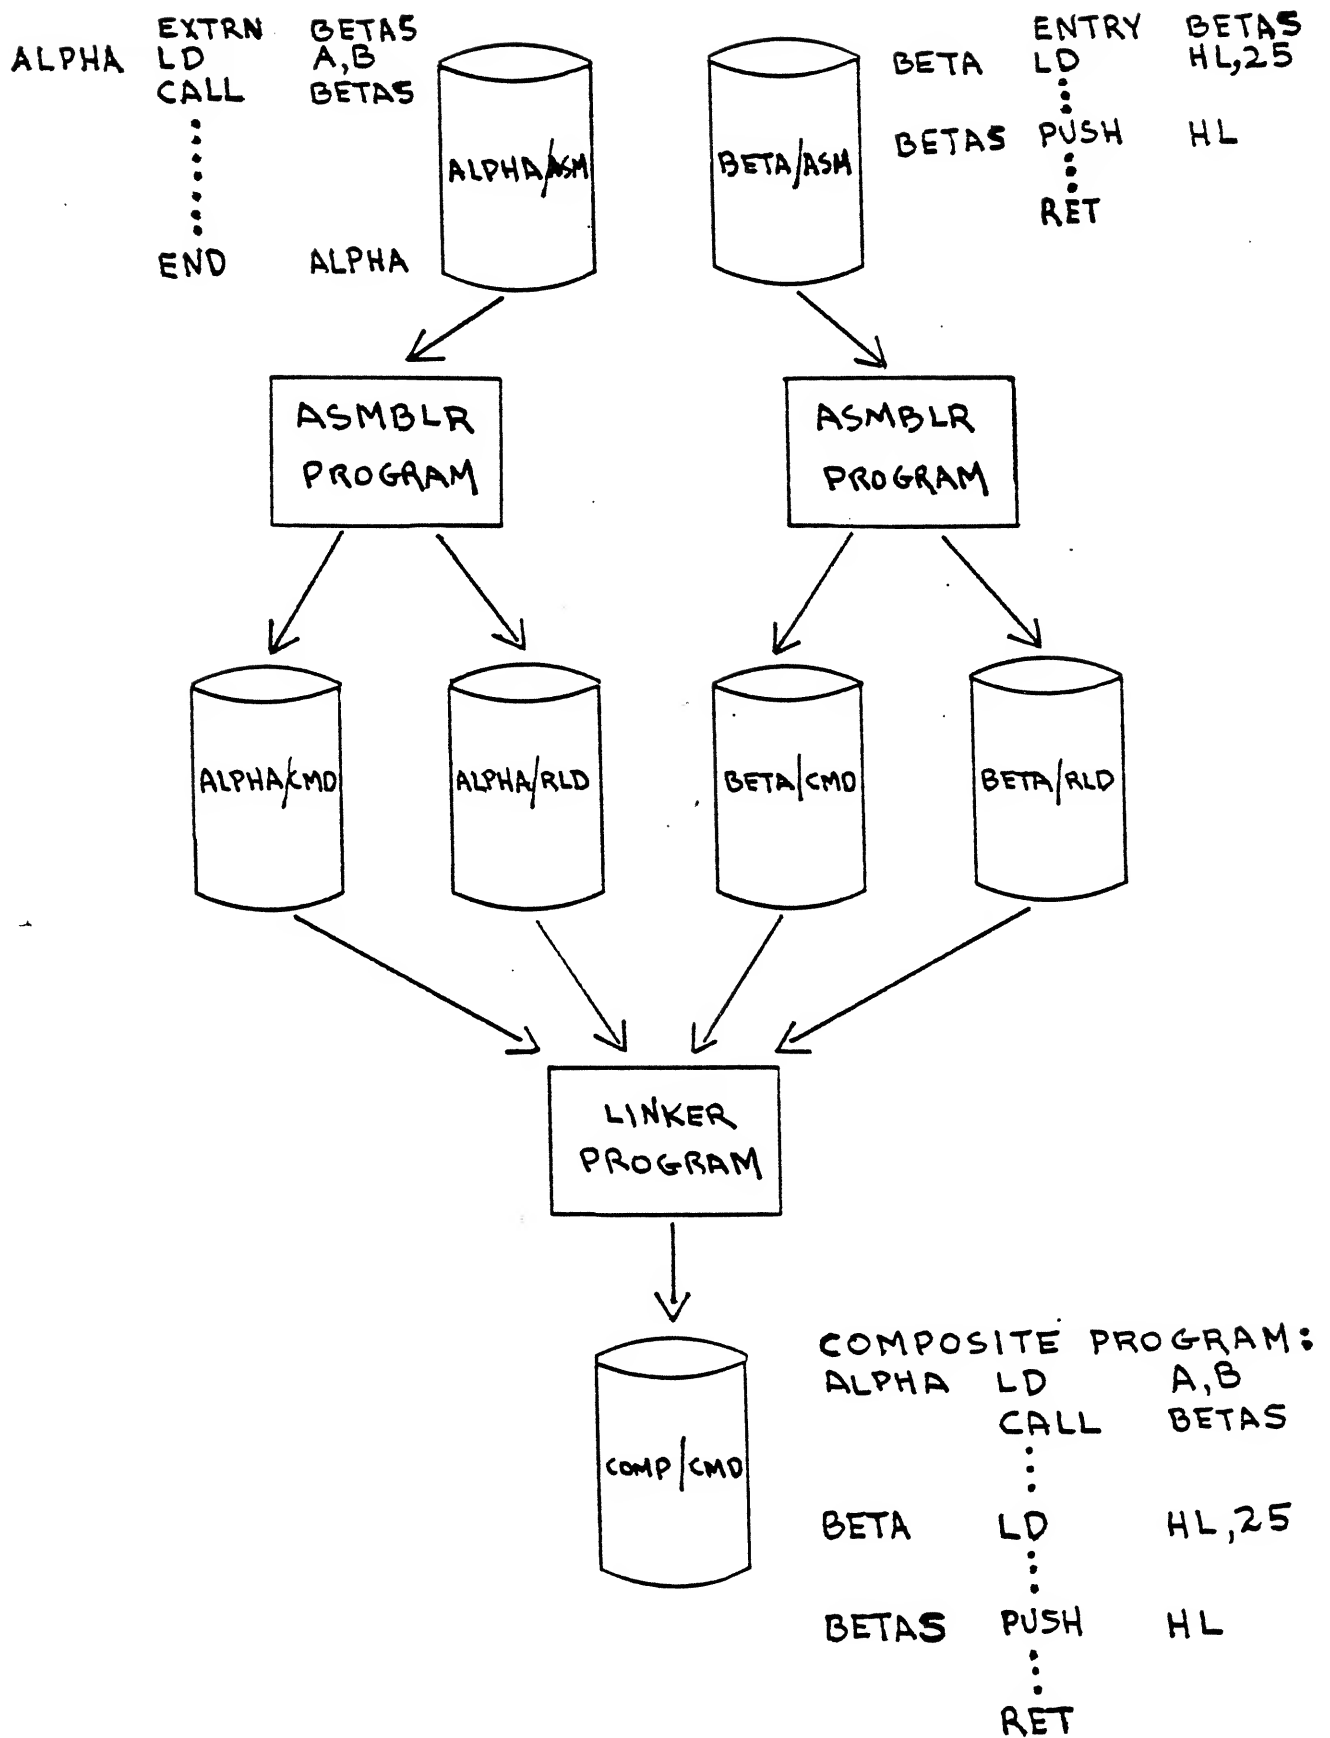 EXTRN BETAS
ALPHA LD A,B
CALL BETAS
END ALPHA
ALPHA/ASM
BETA/ASM
ENTRY BETAS
BETA LD HL,25
BETAS PUSH HL
RET
ASMBLR
PROGRAM
ASMBLR
PROGRAM
ALPHA/CMD
ALPHA/RLD
BETA/CMD
BETA/RLD
LINKER
PROGRAM
COMP/CMD
COMPOSITE PROGRAM:
ALPHA LD A,B
CALL BETAS
BETA LD HL,25
BETAS PUSH HL
RET